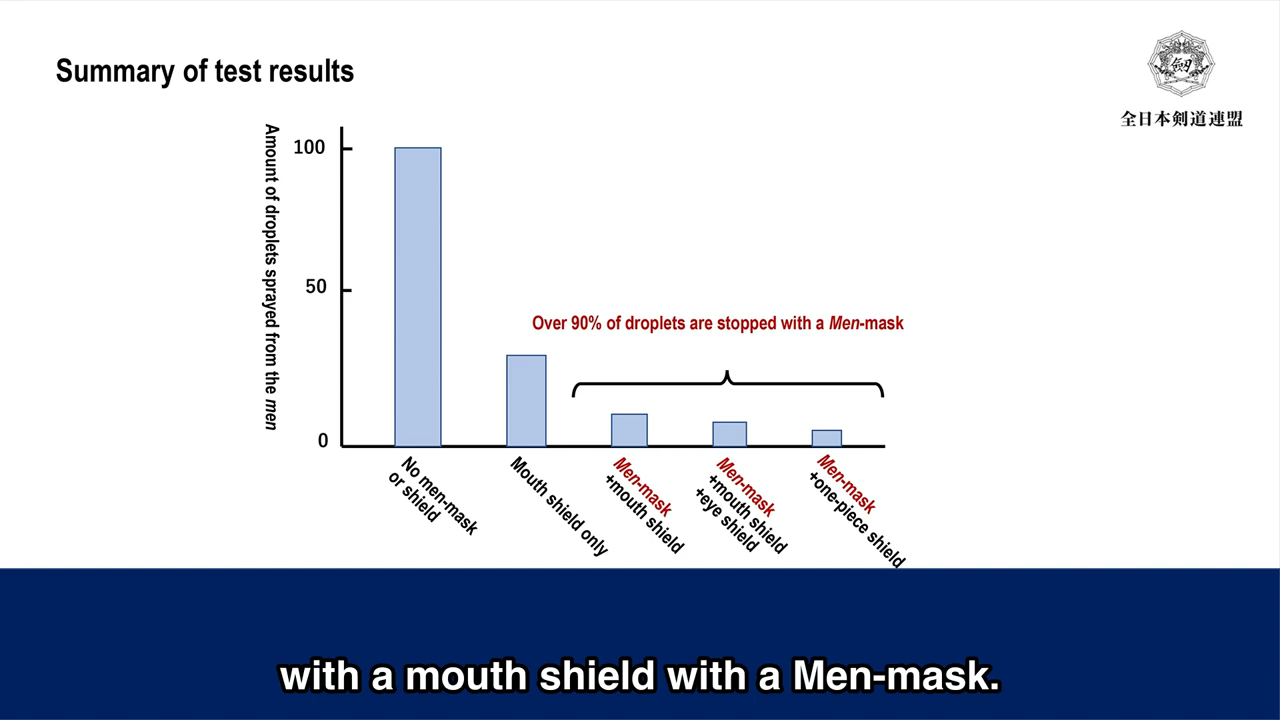 Summary of test results
全日本剣道連盟
Amount of droplets sprayed from the men
100
50
0
Over 90% of droplets are stopped with a Men-mask
No men-mask
or shield
Mouth shield only
Men-mask
+mouth shield
Men-mask
+mouth shield
+eye shield
Men-mask
+one-piece shield
with a mouth shield with a Men-mask.